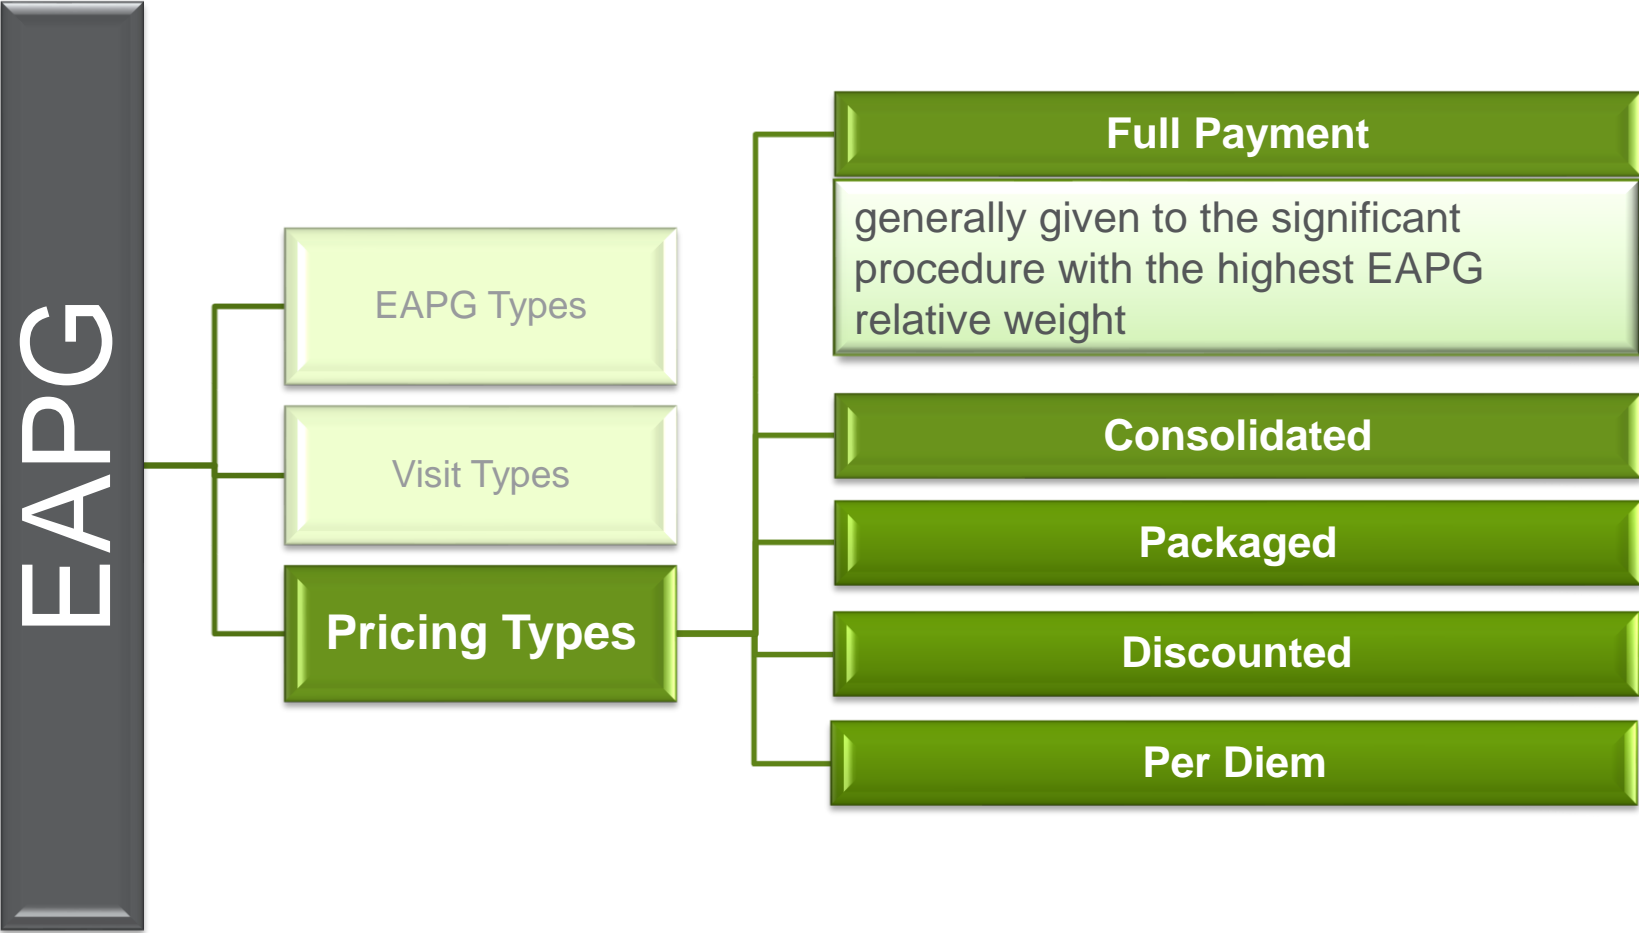 EAPG
EAPG Types
Visit Types
Pricing Types
Full Payment
generally given to the significant
procedure with the highest EAPG
relative weight
Consolidated
Packaged
Discounted
Per Diem